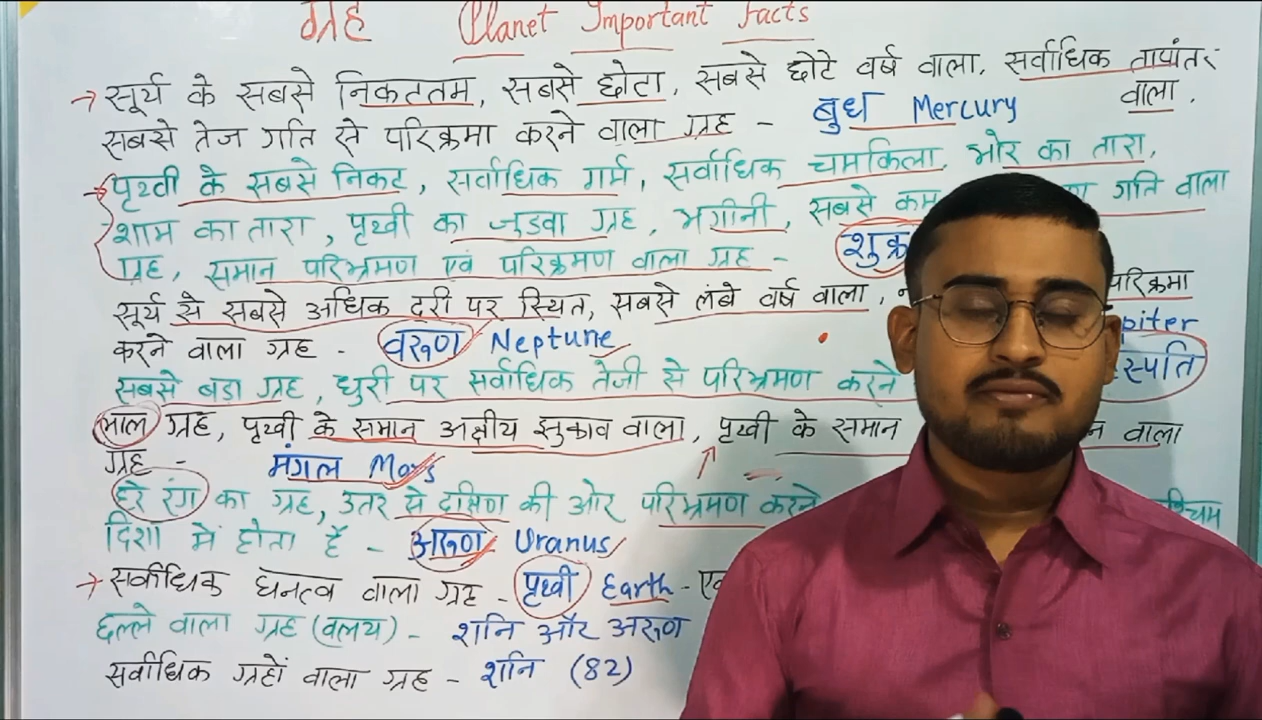 ग्रह Planet Important Facts
→ सूर्य के सबसे निकटतम, सबसे छोटा, सबसे छोटे वर्ष वाला, सर्वाधिक तापांतर
वाला,
सबसे तेज गति से परिक्रमा करने वाला ग्रह - बुध Mercury
→ पृथ्वी के सबसे निकट, सर्वाधिक गर्म, सर्वाधिक चमकिला, भोर का तारा,
शाम का तारा, पृथ्वी का जुडवा ग्रह, भगीनी, सबसे कम गति वाला
ग्रह, समान परिभ्रमण एवं परिक्रमण वाला ग्रह - शुक्र
सूर्य से सबसे अधिक दुरी पर स्थित, सबसे लंबे वर्ष वाला, परिक्रमा
करने वाला ग्रह - वरूण Neptune piter
सबसे बडा ग्रह, धुरी पर सर्वाधिक तेजी से परिभ्रमण करने स्पति
लाल ग्रह, पृथ्वी के समान अक्षीय झुकाव वाला, पृथ्वी के समान न वाला
ग्रह - मंगल Mars
हरे रंग का ग्रह, उतर से दक्षिण की ओर परिभ्रमण करने श्चिम
दिशा में होता है - अरूण Uranus
→ सर्वाधिक घनत्व वाला ग्रह - पृथ्वी Earth -
छल्ले वाला ग्रह (वलय) - शनि और अरूण
सर्वाधिक ग्रहों वाला ग्रह - शनि (82)